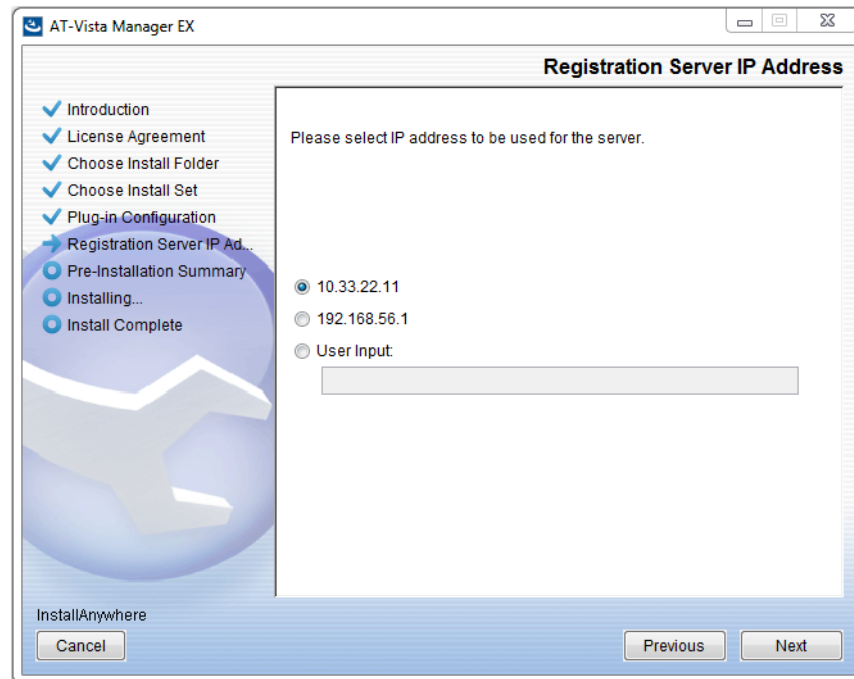 AT-Vista Manager EX
Registration Server IP Address
Introduction
License Agreement
Choose Install Folder
Choose Install Set
Plug-in Configuration
Registration Server IP Ad...
Pre-Installation Summary
Installing...
Install Complete
Please select IP address to be used for the server.
10.33.22.11
192.168.56.1
User Input:
InstallAnywhere
Cancel
Previous
Next